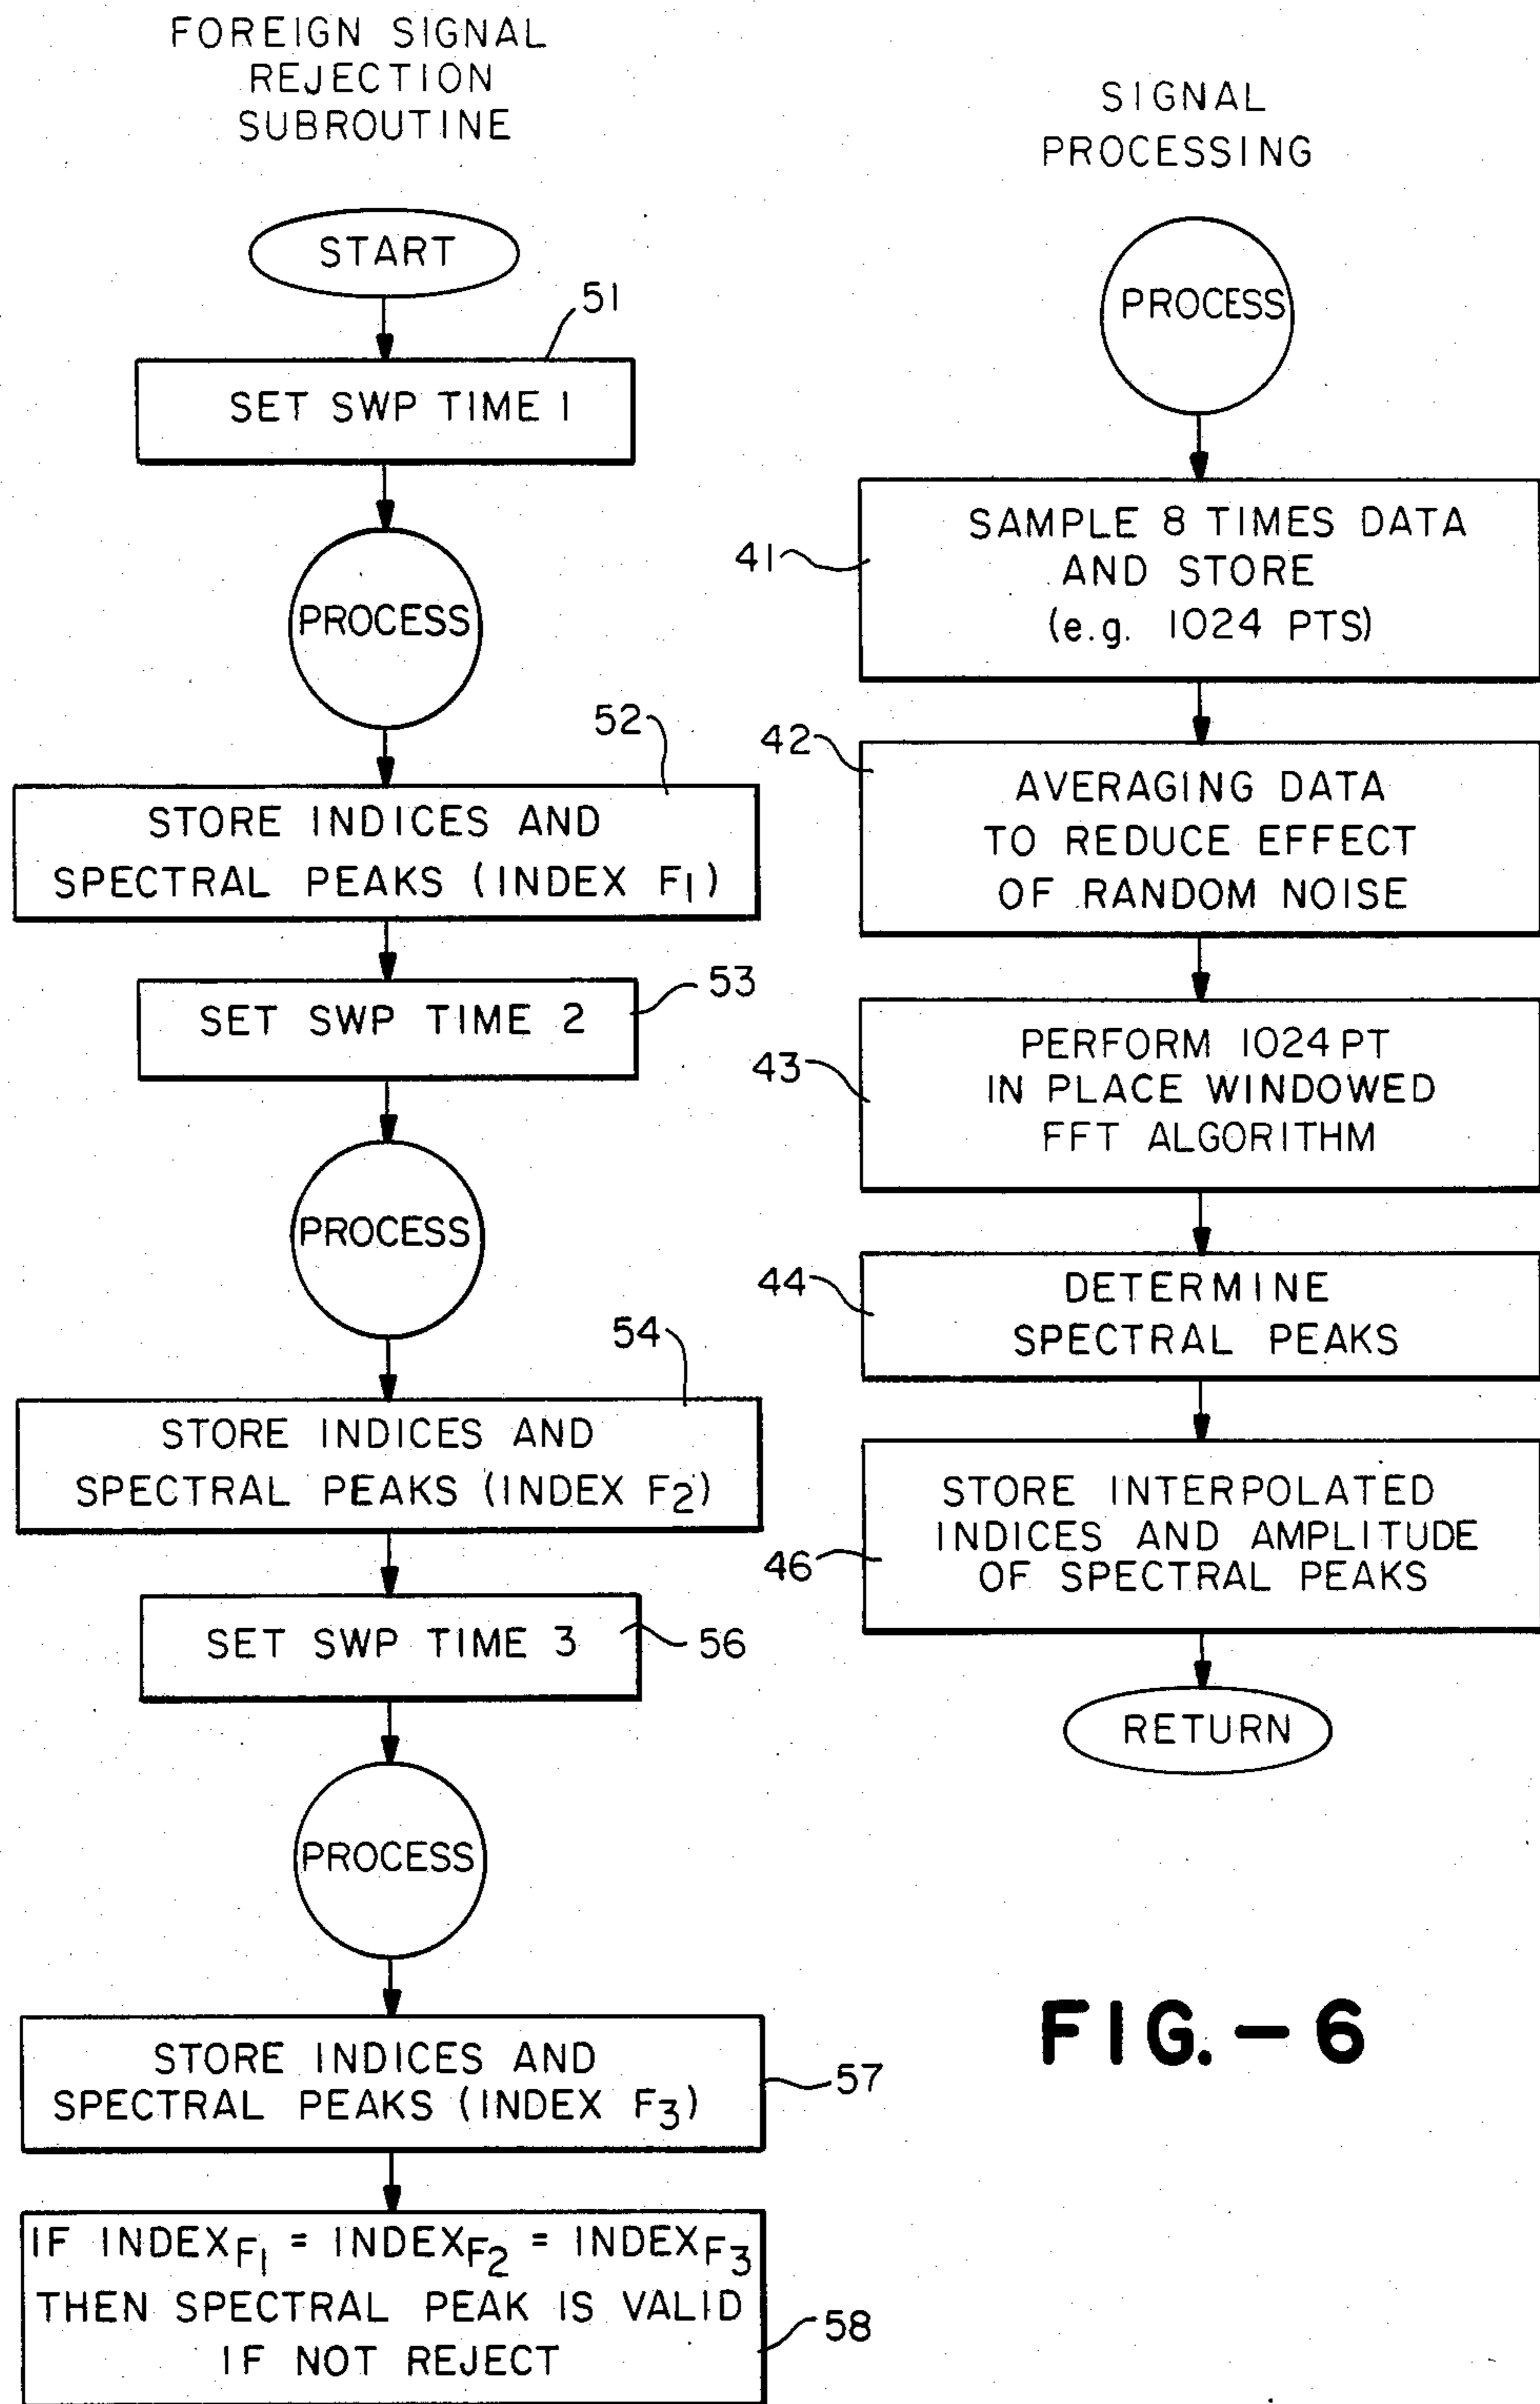 FOREIGN SIGNAL
REJECTION
SUBROUTINE
START
51
SET SWP TIME 1
PROCESS
52
STORE INDICES AND
SPECTRAL PEAKS (INDEX F1)
SET SWP TIME 2
53
PROCESS
54
STORE INDICES AND
SPECTRAL PEAKS (INDEX F2)
SET SWP TIME 3
56
PROCESS
STORE INDICES AND
SPECTRAL PEAKS (INDEX F3)
57
IF INDEXF1 = INDEXF2 = INDEXF3
THEN SPECTRAL PEAK IS VALID
IF NOT REJECT
58
SIGNAL
PROCESSING
PROCESS
41
SAMPLE 8 TIMES DATA
AND STORE
(e.g. 1024 PTS)
42
AVERAGING DATA
TO REDUCE EFFECT
OF RANDOM NOISE
43
PERFORM 1024 PT
IN PLACE WINDOWED
FFT ALGORITHM
44
DETERMINE
SPECTRAL PEAKS
46
STORE INTERPOLATED
INDICES AND AMPLITUDE
OF SPECTRAL PEAKS
RETURN
FIG.-6